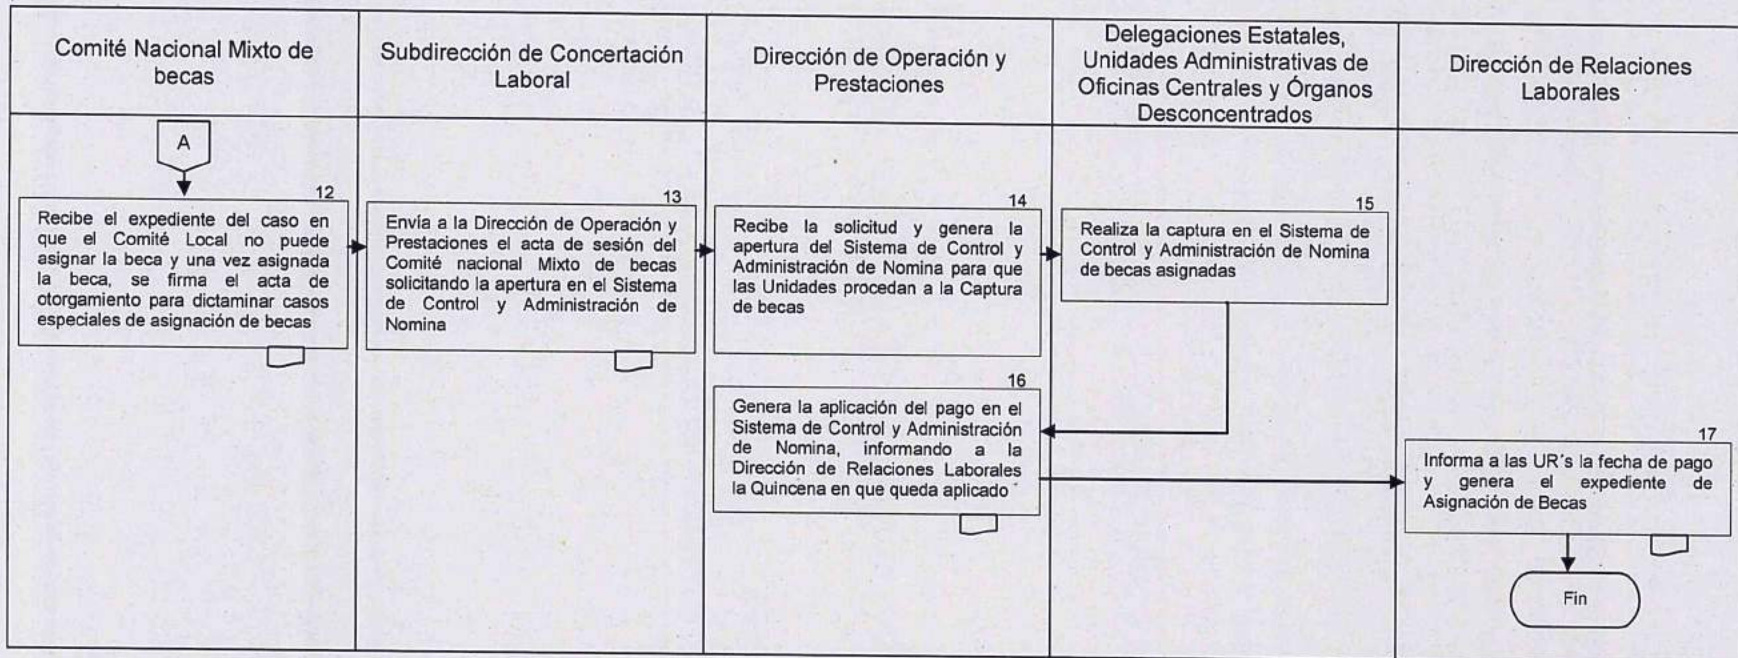 Comité Nacional Mixto de
becas
Subdirección de Concertación
Laboral
Dirección de Operación y
Prestaciones
Delegaciones Estatales,
Unidades Administrativas de
Oficinas Centrales y Órganos
Desconcentrados
Dirección de Relaciones
Laborales
A
12
Recibe el expediente del caso en
que el Comité Local no puede
asignar la beca y una vez asignada
la beca, se firma el acta de
otorgamiento para dictaminar casos
especiales de asignación de becas
13
Envía a la Dirección de Operación y
Prestaciones el acta de sesión del
Comité nacional Mixto de becas
solicitando la apertura en el Sistema
de Control y Administración de
Nomina
14
Recibe la solicitud y genera la
apertura del Sistema de Control y
Administración de Nomina para que
las Unidades procedan a la Captura
de becas
15
Realiza la captura en el Sistema de
Control y Administración de Nomina
de becas asignadas
16
Genera la aplicación del pago en el
Sistema de Control y Administración
de Nomina, informando a la
Dirección de Relaciones Laborales
la Quincena en que queda aplicado
17
Informa a las UR's la fecha de pago
y genera el expediente de
Asignación de Becas
Fin